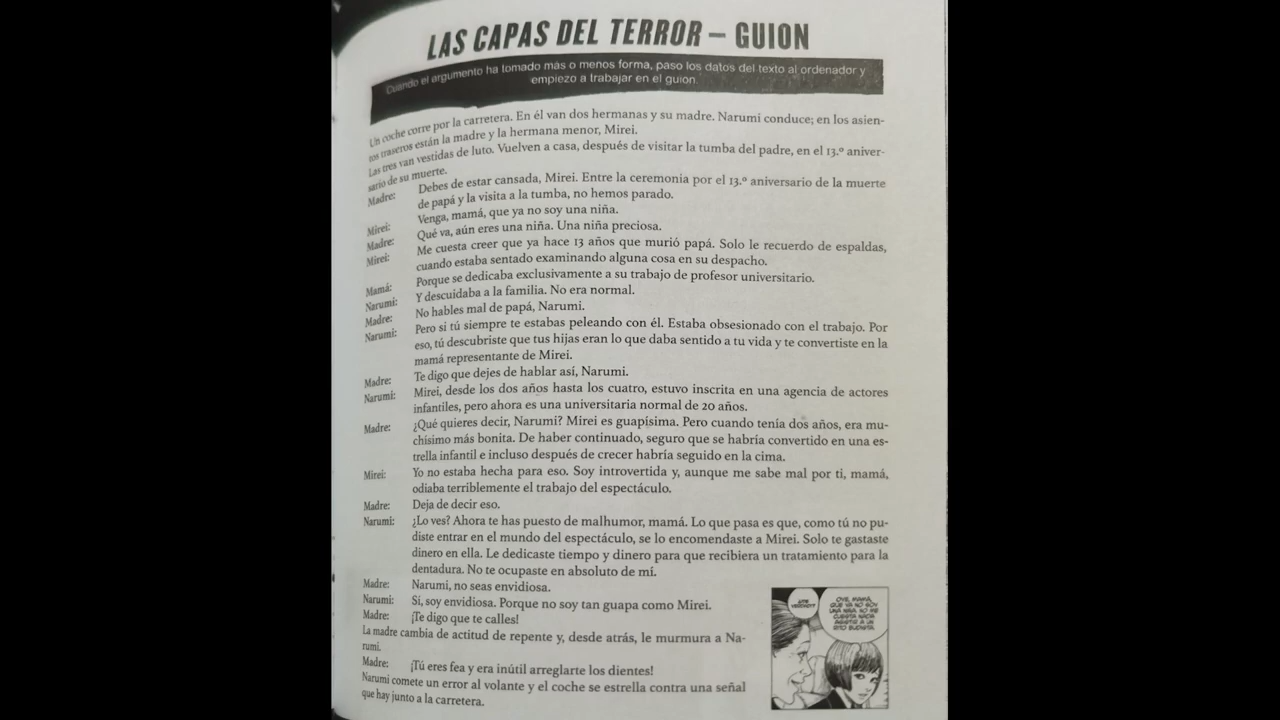 LAS CAPAS DEL TERROR – GUION
Cuando el argumento ha tomado más o menos forma, paso los datos del texto al ordenador y
empiezo a trabajar en el guion.
Un coche corre por la carretera. En él van dos hermanas y su madre. Narumi conduce; en los asien-
tos traseros están la madre y la hermana menor, Mirei.
Las tres van vestidas de luto. Vuelven a casa, después de visitar la tumba del padre, en el 13.º aniver-
sario de su muerte.
Madre: Debes de estar cansada, Mirei. Entre la ceremonia por el 13.º aniversario de la muerte
de papá y la visita a la tumba, no hemos parado.
Mirei: Venga, mamá, que ya no soy una niña.
Madre: Qué va, aún eres una niña. Una niña preciosa.
Mirei: Me cuesta creer que ya hace 13 años que murió papá. Solo le recuerdo de espaldas,
cuando estaba sentado examinando alguna cosa en su despacho.
Mamá: Porque se dedicaba exclusivamente a su trabajo de profesor universitario.
Narumi: Y descuidaba a la familia. No era normal.
Madre: No hables mal de papá, Narumi.
Narumi: Pero si tú siempre te estabas peleando con él. Estaba obsesionado con el trabajo. Por
eso, tú descubriste que tus hijas eran lo que daba sentido a tu vida y te convertiste en la
mamá representante de Mirei.
Madre: Te digo que dejes de hablar así, Narumi.
Narumi: Mirei, desde los dos años hasta los cuatro, estuvo inscrita en una agencia de actores
infantiles, pero ahora es una universitaria normal de 20 años.
Madre: ¿Qué quieres decir, Narumi? Mirei es guapísima. Pero cuando tenía dos años, era mu-
chísimo más bonita. De haber continuado, seguro que se habría convertido en una es-
trella infantil e incluso después de crecer habría seguido en la cima.
Mirei: Yo no estaba hecha para eso. Soy introvertida y, aunque me sabe mal por ti, mamá,
odiaba terriblemente el trabajo del espectáculo.
Madre: Deja de decir eso.
Narumi: ¿Lo ves? Ahora te has puesto de malhumor, mamá. Lo que pasa es que, como tú no pu-
diste entrar en el mundo del espectáculo, se lo encomendaste a Mirei. Solo te gastaste
dinero en ella. Le dedicaste tiempo y dinero para que recibiera un tratamiento para la
dentadura. No te ocupaste en absoluto de mí.
Madre: Narumi, no seas envidiosa.
Narumi: Sí, soy envidiosa. Porque no soy tan guapa como Mirei.
Madre: ¡Te digo que te calles!
La madre cambia de actitud de repente y, desde atrás, le murmura a Na-
rumi.
Madre: ¡Tú eres fea y era inútil arreglarte los dientes!
Narumi comete un error al volante y el coche se estrella contra una señal
que hay junto a la carretera.
OYE, MAMÁ,
QUE YA NO SOY
UNA NIÑA. NO ME
CUESTA NADA
ASISTIR A UN
RITO BUDISTA.